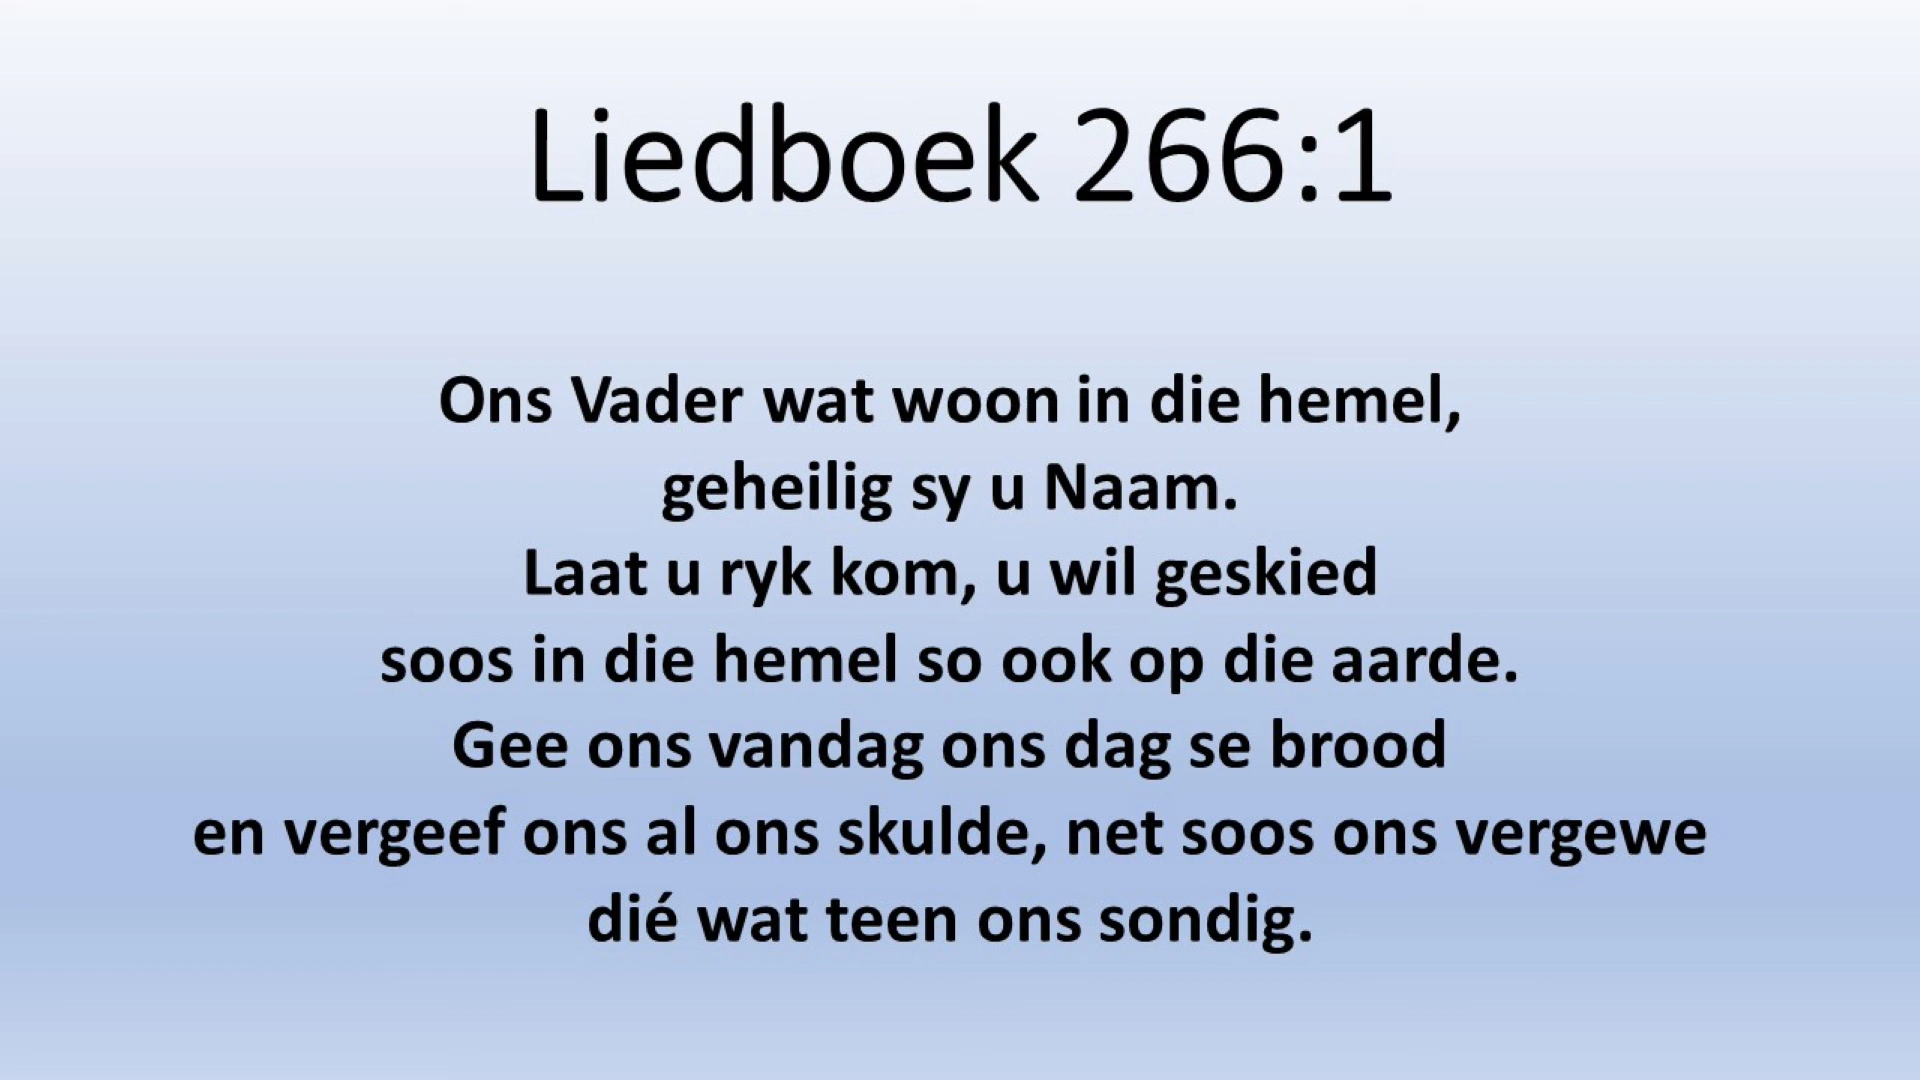 Liedboek 266:1
Ons Vader wat woon in die hemel,
geheilig sy u Naam.
Laat u ryk kom, u wil geskied
soos in die hemel so ook op die aarde.
Gee ons vandag ons dag se brood
en vergeef ons al ons skulde, net soos ons vergewe
dié wat teen ons sondig.